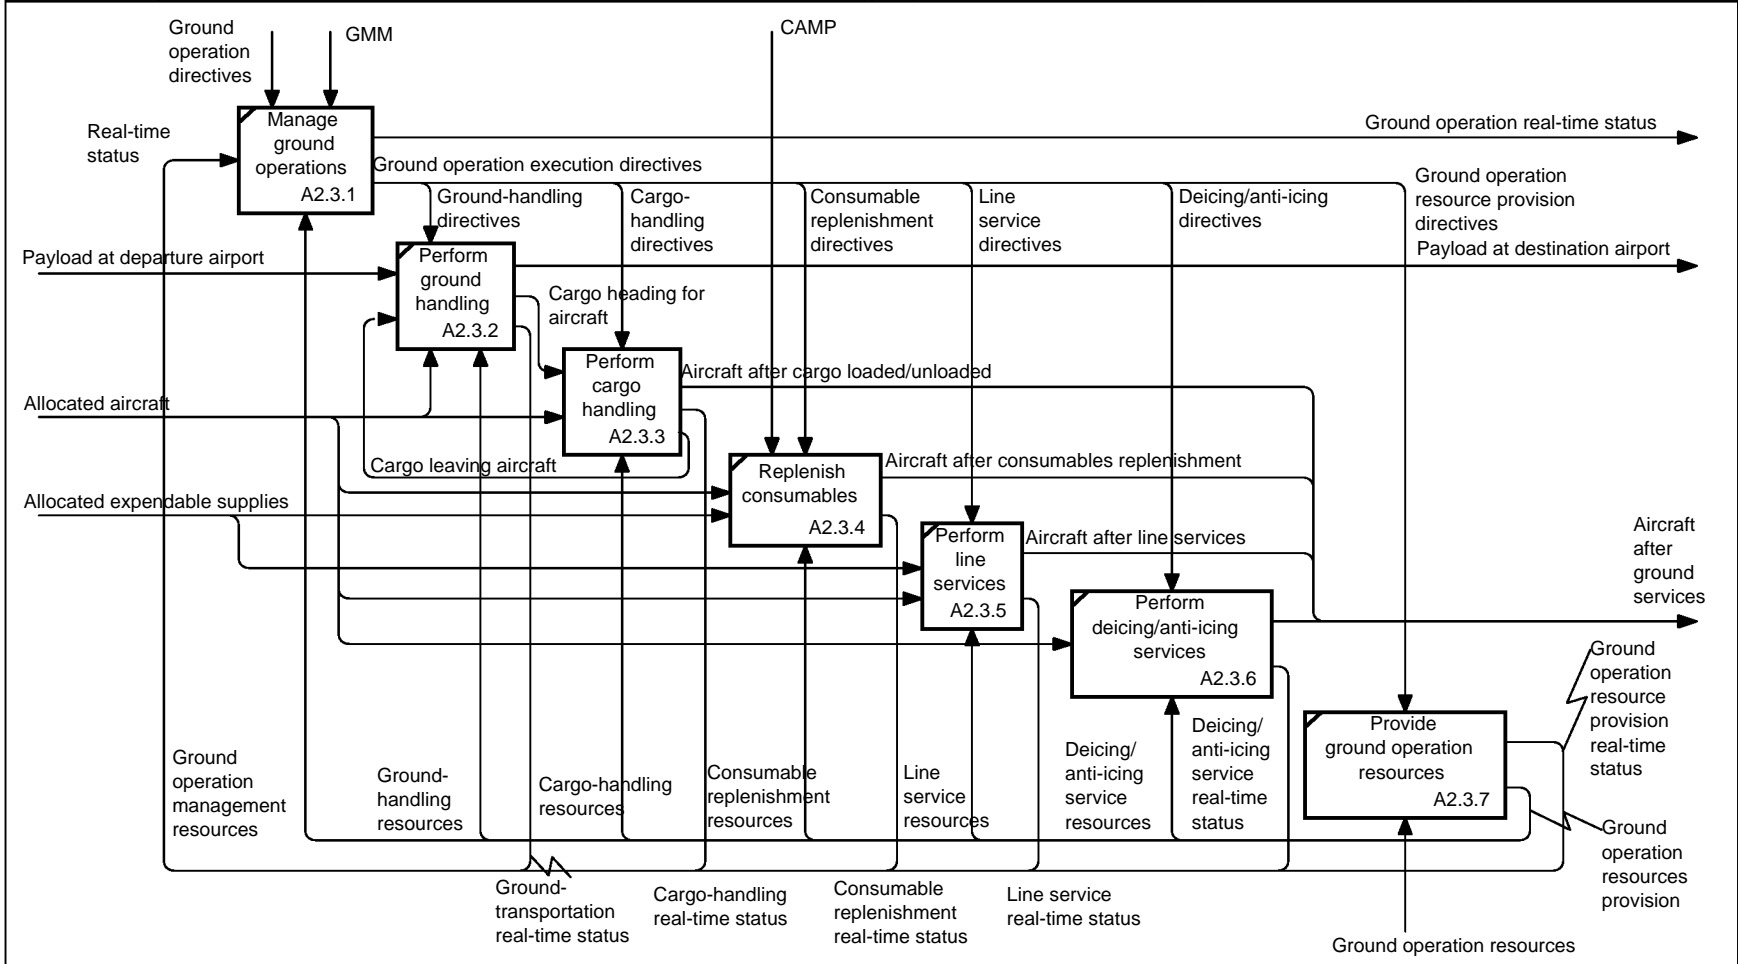 Ground
operation
directives
GMM
CAMP
Real-time
status
Manage
ground
operations
A2.3.1
Ground operation real-time status
Ground operation execution directives
Ground-handling
directives
Cargo-
handling
directives
Consumable
replenishment
directives
Line
service
directives
Deicing/anti-icing
directives
Ground operation
resource provision
directives
Payload at departure airport
Payload at destination airport
Perform
ground
handling
A2.3.2
Cargo heading for
aircraft
Perform
cargo
handling
A2.3.3
Aircraft after cargo loaded/unloaded
Allocated aircraft
Cargo leaving aircraft
Replenish
consumables
A2.3.4
Aircraft after consumables replenishment
Allocated expendable supplies
Perform
line
services
A2.3.5
Aircraft after line services
Aircraft
after
ground
services
Perform
deicing/anti-icing
services
A2.3.6
Ground
operation
resource
provision
real-time
status
Provide
ground operation
resources
A2.3.7
Ground
operation
management
resources
Ground-
handling
resources
Cargo-handling
resources
Consumable
replenishment
resources
Line
service
resources
Deicing/
anti-icing
service
resources
Deicing/
anti-icing
service
real-time
status
Ground
operation
resources
provision
Ground-
transportation
real-time status
Cargo-handling
real-time status
Consumable
replenishment
real-time status
Line service
real-time status
Ground operation resources